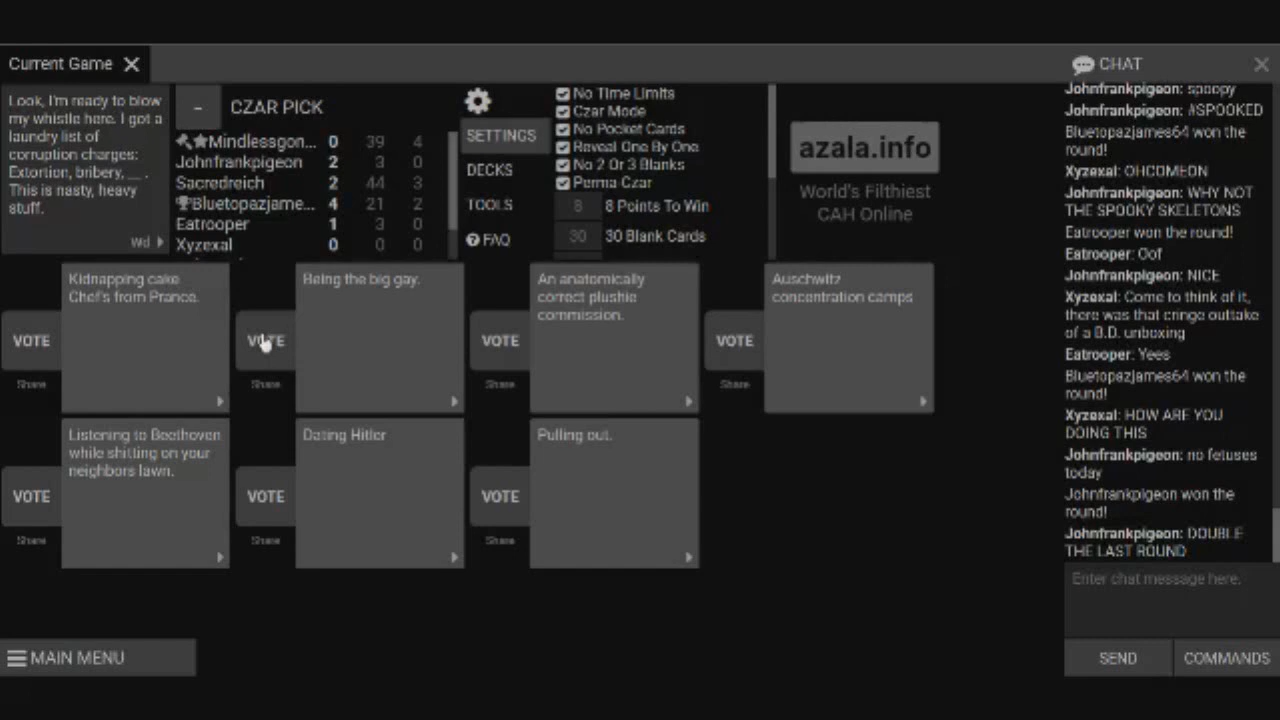 Current Game
CHAT
Look, I'm ready to blow
my whistle here. I got a
laundry list of
corruption charges:
Extortion, bribery, __ .
This is nasty, heavy
stuff.
Wd
-
CZAR PICK
Mindlessgon... 0 39 4
Johnfrankpigeon 2 3 0
Sacredreich 2 44 3
Bluetopazjame... 4 21 2
Eatrooper 1 3 0
Xyzexal 0 0 0
SETTINGS
DECKS
TOOLS
FAQ
No Time Limits
Czar Mode
No Pocket Cards
Reveal One By One
No 2 Or 3 Blanks
Perma Czar
8 8 Points To Win
30 30 Blank Cards
azala.info
World's Filthiest
CAH Online
VOTE
Share
Kidnapping cake
Chef's from Prance.
VOTE
Share
Being the big gay.
VOTE
Share
An anatomically
correct plushie
commission.
VOTE
Share
Auschwitz
concentration camps
VOTE
Share
Listening to Beethoven
while shitting on your
neighbors lawn.
VOTE
Share
Dating Hitler
VOTE
Share
Pulling out.
Johnfrankpigeon: spoopy
Johnfrankpigeon: #SPOOKED
Bluetopazjames64 won the
round!
Xyzexal: OHCOMEON
Johnfrankpigeon: WHY NOT
THE SPOOKY SKELETONS
Eatrooper won the round!
Eatrooper: Oof
Johnfrankpigeon: NICE
Xyzexal: Come to think of it,
there was that cringe outtake
of a B.D. unboxing
Eatrooper: Yees
Bluetopazjames64 won the
round!
Xyzexal: HOW ARE YOU
DOING THIS
Johnfrankpigeon: no fetuses
today
Johnfrankpigeon won the
round!
Johnfrankpigeon: DOUBLE
THE LAST ROUND
Enter chat message here.
SEND
COMMANDS
MAIN MENU